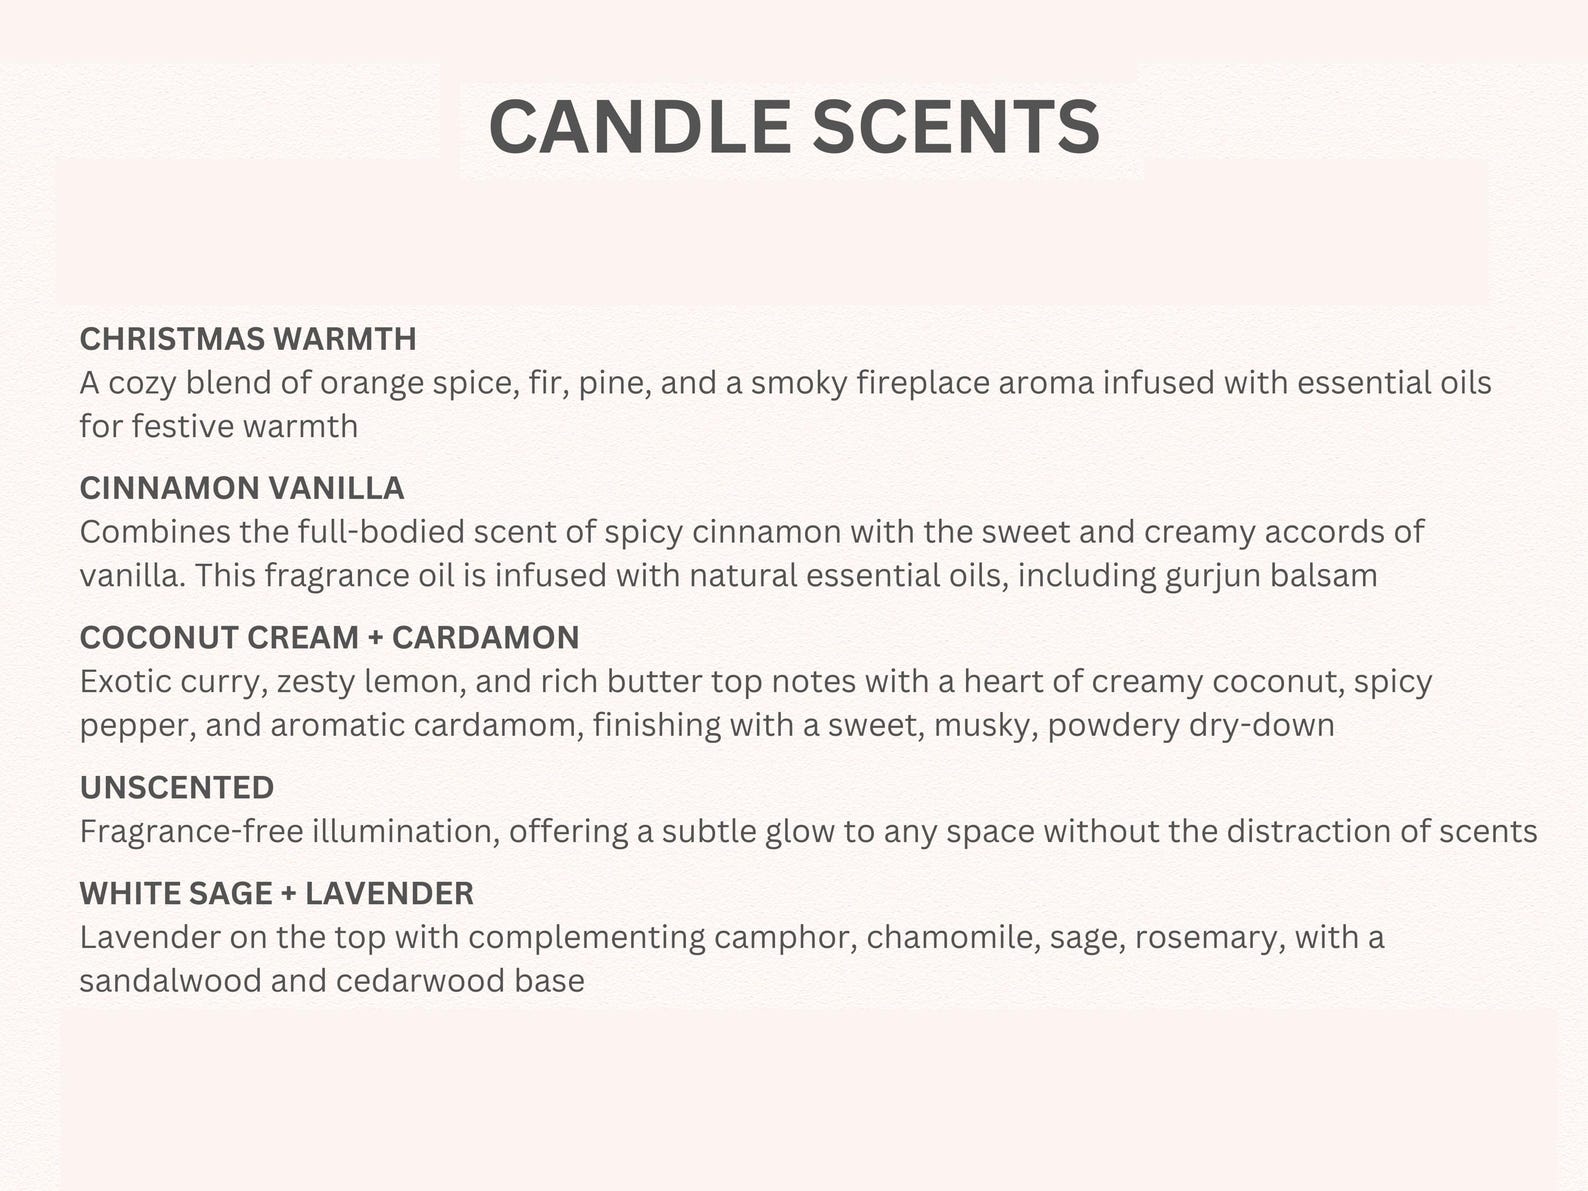 CANDLE SCENTS
CHRISTMAS WARMTH
A cozy blend of orange spice, fir, pine, and a smoky fireplace aroma infused with essential oils
for festive warmth
CINNAMON VANILLA
Combines the full-bodied scent of spicy cinnamon with the sweet and creamy accords of
vanilla. This fragrance oil is infused with natural essential oils, including gurjun balsam
COCONUT CREAM + CARDAMON
Exotic curry, zesty lemon, and rich butter top notes with a heart of creamy coconut, spicy
pepper, and aromatic cardamom, finishing with a sweet, musky, powdery dry-down
UNSCENTED
Fragrance-free illumination, offering a subtle glow to any space without the distraction of scents
WHITE SAGE + LAVENDER
Lavender on the top with complementing camphor, chamomile, sage, rosemary, with a
sandalwood and cedarwood base